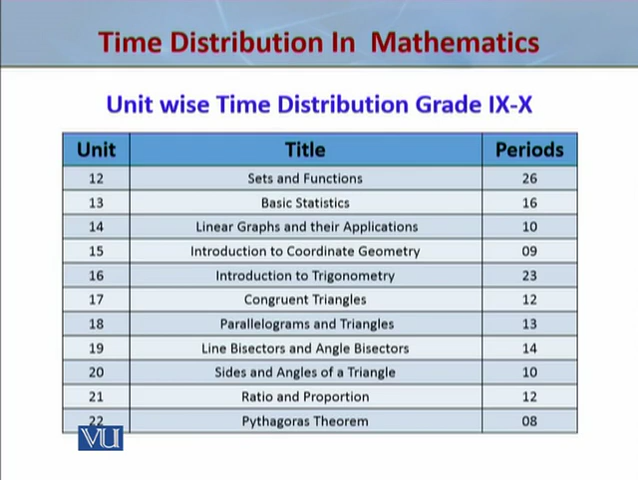 Time Distribution In Mathematics
Unit wise Time Distribution Grade IX-X
Unit Title Periods
12 Sets and Functions 26
13 Basic Statistics 16
14 Linear Graphs and their Applications 10
15 Introduction to Coordinate Geometry 09
16 Introduction to Trigonometry 23
17 Congruent Triangles 12
18 Parallelograms and Triangles 13
19 Line Bisectors and Angle Bisectors 14
20 Sides and Angles of a Triangle 10
21 Ratio and Proportion 12
22 Pythagoras Theorem 08
VU